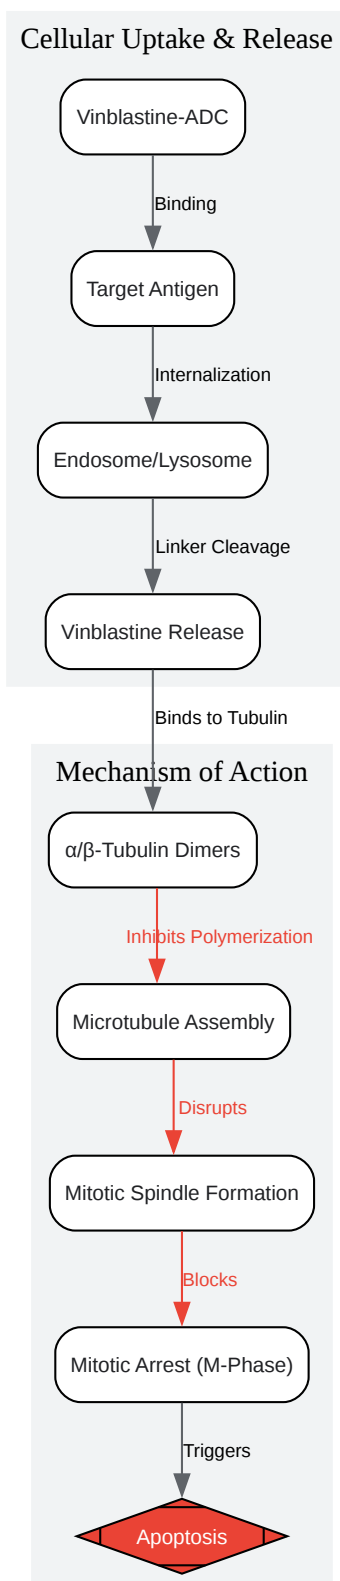 Cellular Uptake & Release
Vinblastine-ADC
Binding
Target Antigen
Internalization
Endosome/Lysosome
Linker Cleavage
Vinblastine Release
Binds to Tubulin
Mechanism of Action
α/β-Tubulin Dimers
Inhibits Polymerization
Microtubule Assembly
Disrupts
Mitotic Spindle Formation
Blocks
Mitotic Arrest (M-Phase)
Triggers
Apoptosis